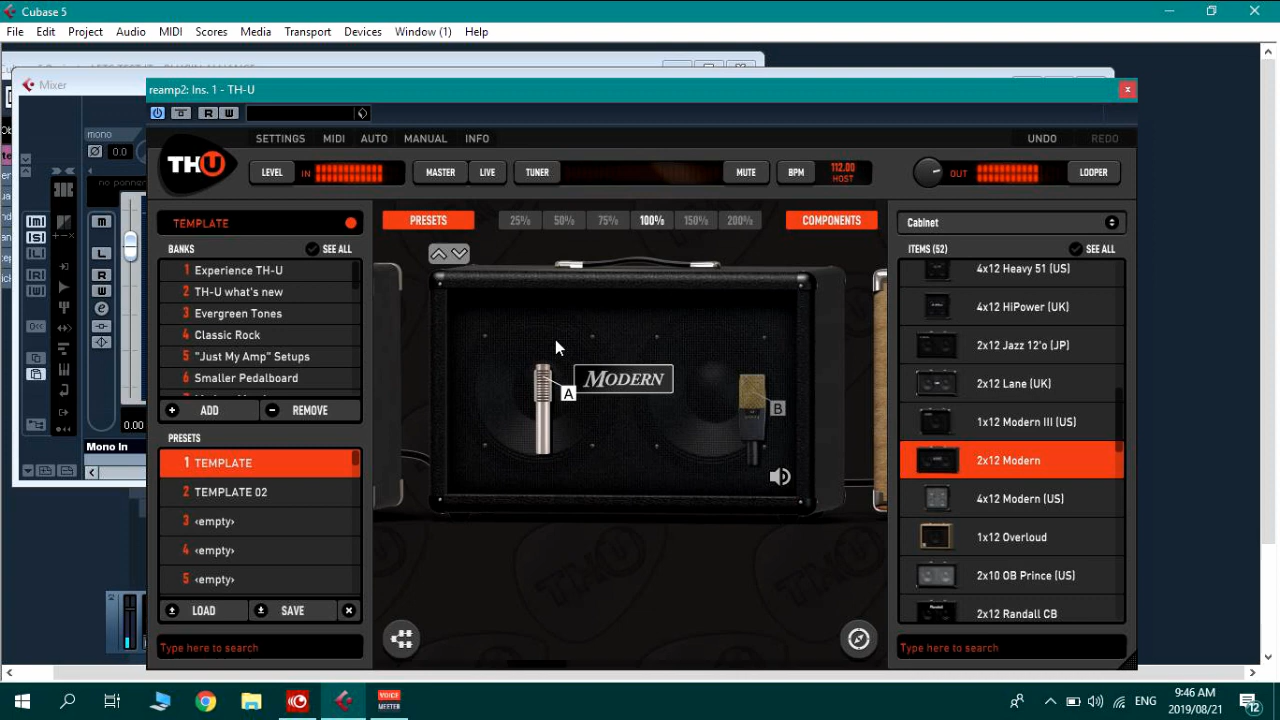 Cubase 5
File Edit Project Audio MIDI Scores Media Transport Devices Window (1) Help
Mixer
reamp2: Ins. 1 - TH-U
R W
mono
0.0
SETTINGS MIDI AUTO MANUAL INFO
UNDO REDO
THU
LEVEL IN MASTER LIVE TUNER MUTE BPM 112.00 HOST OUT LOOPER
TEMPLATE
PRESETS 25% 50% 75% 100% 150% 200% COMPONENTS
Cabinet
BANKS SEE ALL
ITEMS (52) SEE ALL
1 Experience TH-U
2 TH-U what's new
3 Evergreen Tones
4 Classic Rock
5 "Just My Amp" Setups
6 Smaller Pedalboard
ADD REMOVE
PRESETS
1 TEMPLATE
2 TEMPLATE 02
3 <empty>
4 <empty>
5 <empty>
LOAD SAVE
Type here to search
MODERN
A
B
4x12 Heavy 51 (US)
4x12 HiPower (UK)
2x12 Jazz 12'o (JP)
2x12 Lane (UK)
1x12 Modern III (US)
2x12 Modern
4x12 Modern (US)
1x12 Overloud
2x10 OB Prince (US)
2x12 Randall CB
Type here to search
M
L
R
W
e
0.00
Mono In
VOICE MEETER
ENG
9:46 AM
2019/08/21
12